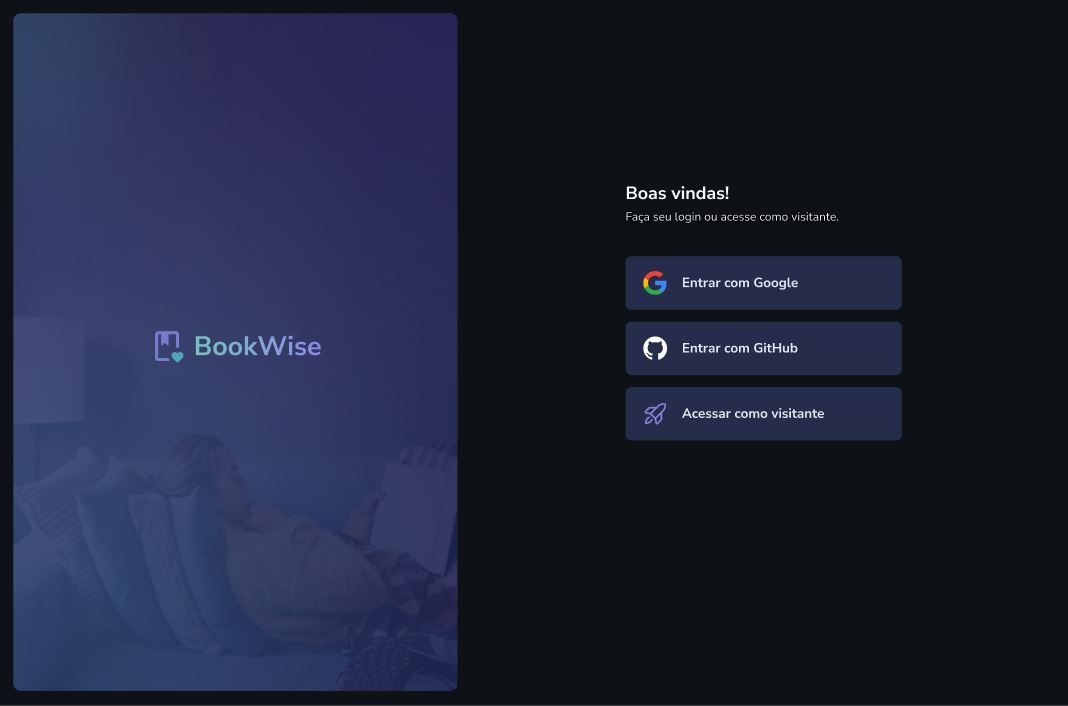 BookWise
Boas vindas!
Faça seu login ou acesse como visitante.
Entrar com Google
Entrar com GitHub
Acessar como visitante